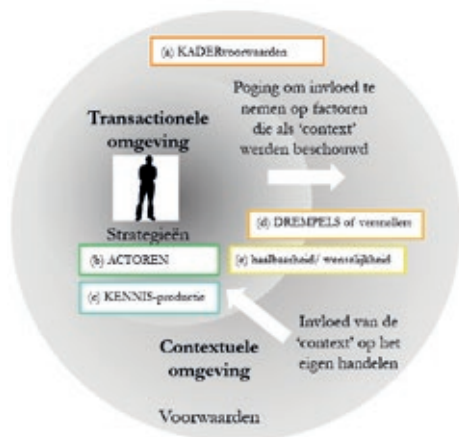 (a) KADERvoorwaarden
Poging om invloed te
nemen op factoren
die als ‘context’
werden beschouwd
Transactionele
omgeving
Strategieën
(d) DREMPELS of versnellers
(b) ACTOREN
(e) haalbaarheid/ wenselijkheid
(c) KENNIS-productie
Invloed van de
‘context’ op het
eigen handelen
Contextuele
omgeving
Voorwaarden